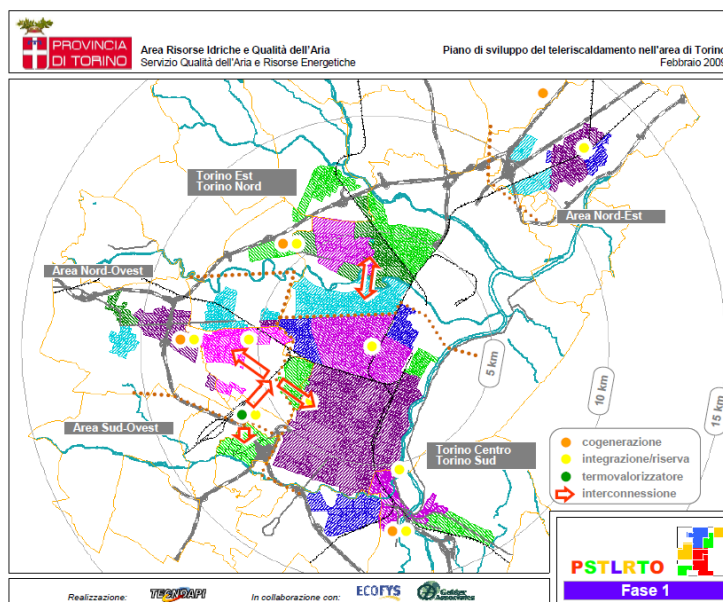 PROVINCIA
DI TORINO
Area Risorse Idriche e Qualità dell'Aria
Servizio Qualità dell'Aria e Risorse Energetiche
Piano di sviluppo del teleriscaldamento nell'area di Torino
Febbraio 2009
Torino Est
Torino Nord
Area Nord-Est
Area Nord-Ovest
5 km
10 km
15 km
Area Sud-Ovest
Torino Centro
Torino Sud
cogenerazione
integrazione/riserva
termovalorizzatore
interconnessione
PSTLRTO
Fase 1
Realizzazione:
TECNOAPI
In collaborazione con:
ECOFYS
Golder
Associates